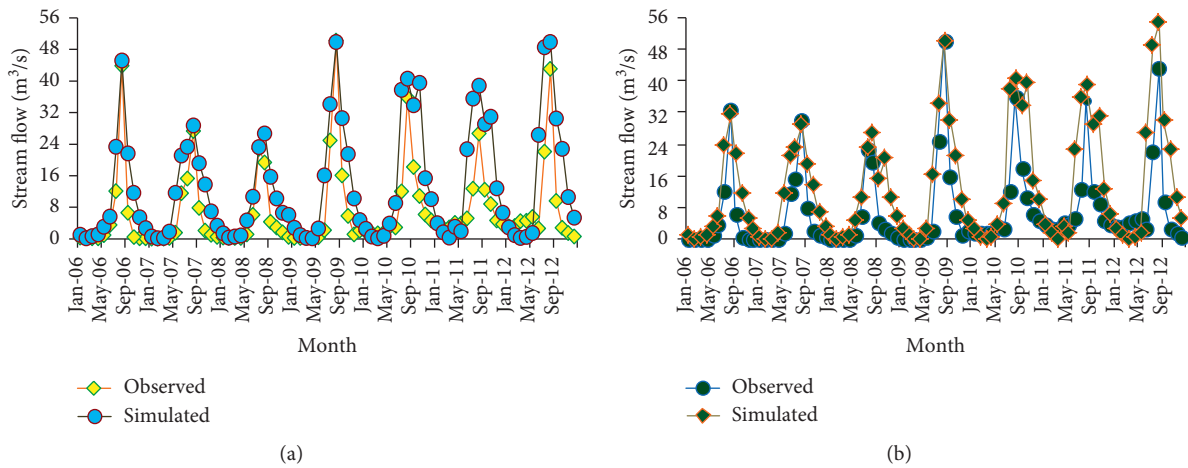 Stream flow (m³/s)
56
48
40
32
24
16
8
0
Jan-06
May-06
Sep-06
Jan-07
May-07
Sep-07
Jan-08
May-08
Sep-08
Jan-09
May-09
Sep-09
Jan-10
May-10
Sep-10
Jan-11
May-11
Sep-11
Jan-12
May-12
Sep-12
Month
Observed
Simulated
(a)
Stream flow (m³/s)
56
48
40
32
24
16
8
0
Jan-06
May-06
Sep-06
Jan-07
May-07
Sep-07
Jan-08
May-08
Sep-08
Jan-09
May-09
Sep-09
Jan-10
May-10
Sep-10
Jan-11
May-11
Sep-11
Jan-12
May-12
Sep-12
Month
Observed
Simulated
(b)